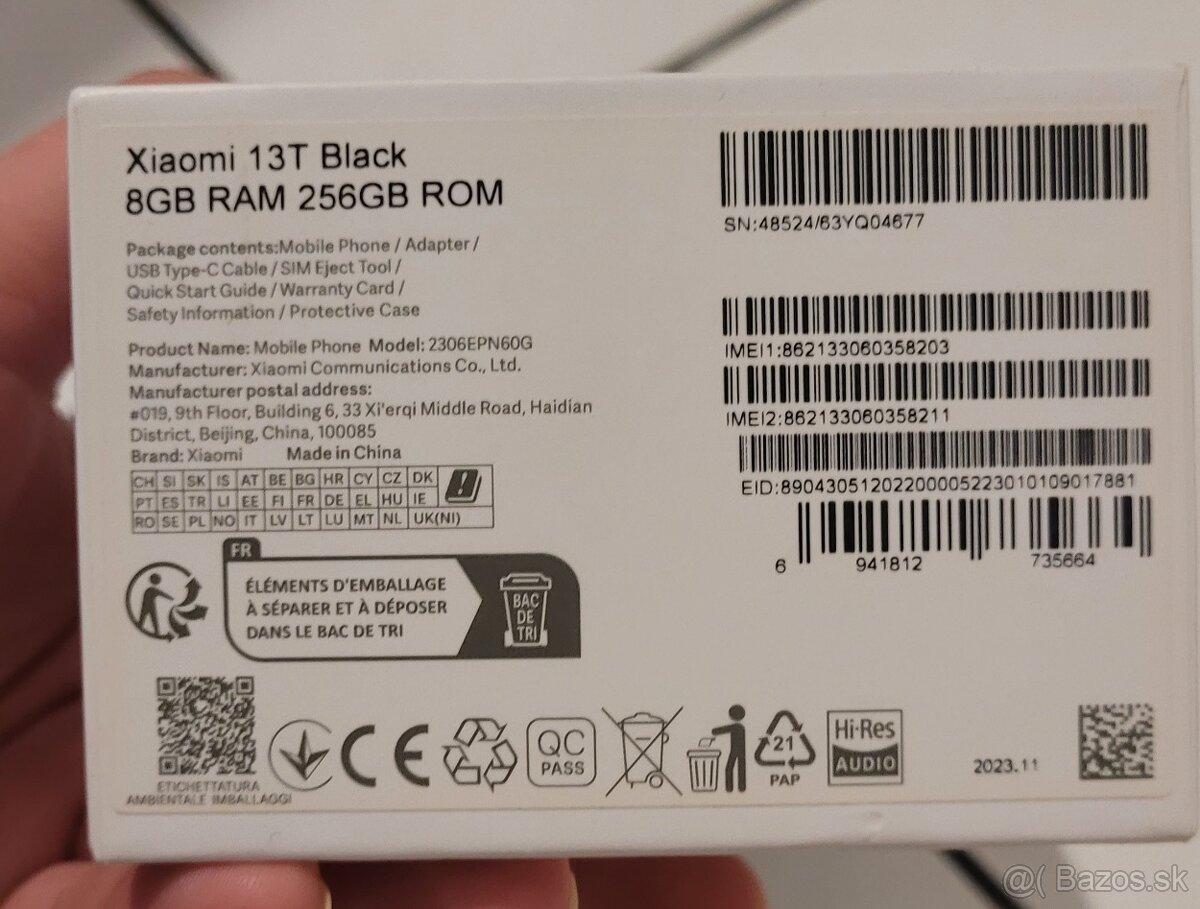 Xiaomi 13T Black
8GB RAM 256GB ROM
Package contents:Mobile Phone / Adapter /
USB Type-C Cable / SIM Eject Tool /
Quick Start Guide / Warranty Card /
Safety Information / Protective Case
Product Name: Mobile Phone Model: 2306EPN60G
Manufacturer: Xiaomi Communications Co., Ltd.
Manufacturer postal address:
#019, 9th Floor, Building 6, 33 Xi'erqi Middle Road, Haidian
District, Beijing, China, 100085
Brand: Xiaomi Made in China
CH SI SK IS AT BE BG HR CY CZ DK
PT ES TR LI EE FI FR DE EL HU IE
RO SE PL NO IT LV LT LU MT NL UK(NI)
SN:48524/63YQ04677
IMEI1:862133060358203
IMEI2:862133060358211
EID:89043051202200005223010109017881
6 941812 735664
FR
ÉLÉMENTS D'EMBALLAGE
À SÉPARER ET À DÉPOSER
DANS LE BAC DE TRI
BAC
DE
TRI
ETICHETTATURA
AMBIENTALE IMBALLAGGI
CE
QC
PASS
21
PAP
Hi-Res
AUDIO
2023.11
@( Bazos.sk